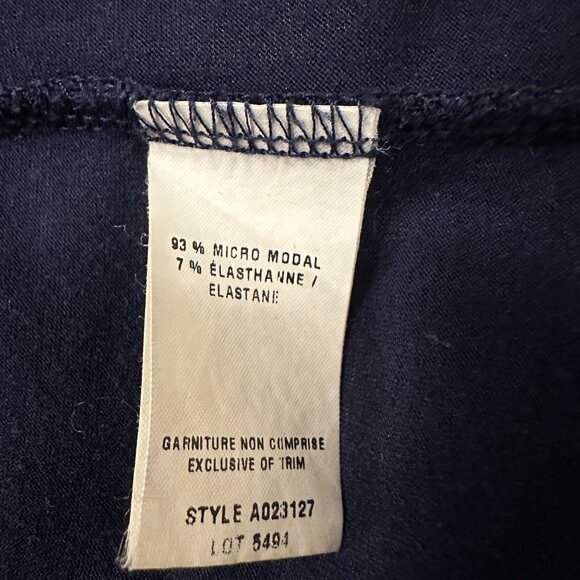 93 % MICRO MODAL
7 % ÉLASTHANNE /
ELASTANE
GARNITURE NON COMPRISE
EXCLUSIVE OF TRIM
STYLE A023127
LOT 5494